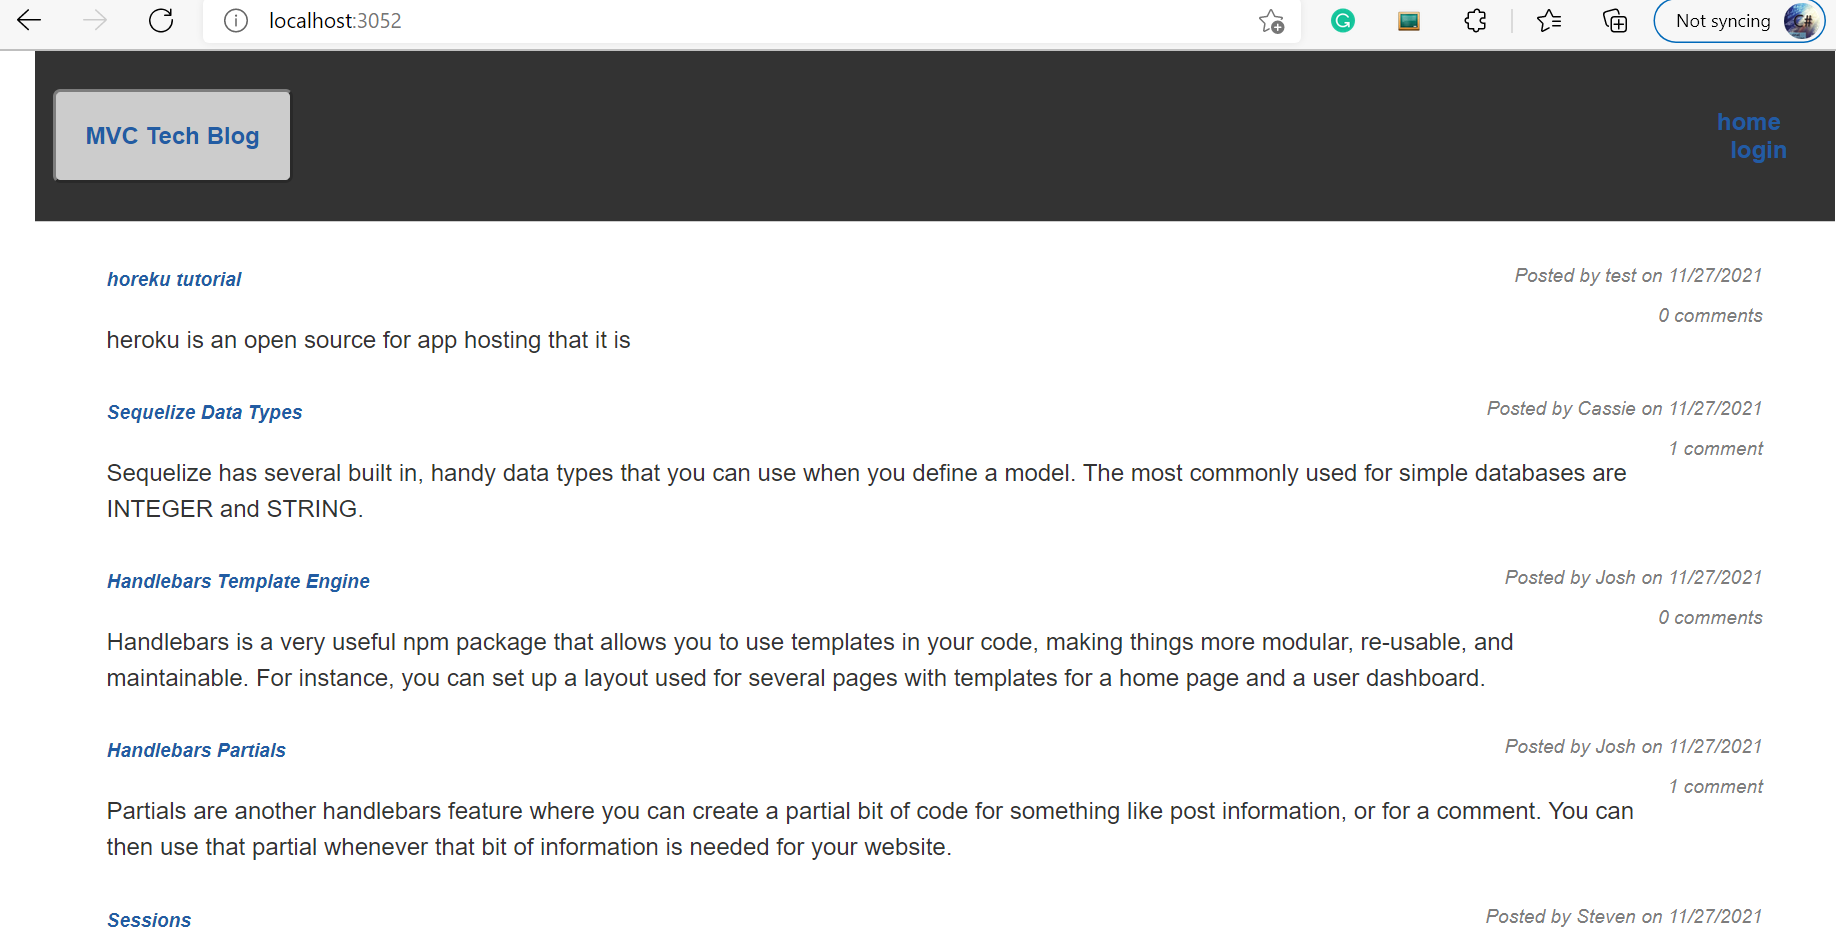 localhost:3052
Not syncing
C#
MVC Tech Blog
home
login
horeku tutorial
Posted by test on 11/27/2021
0 comments
heroku is an open source for app hosting that it is
Sequelize Data Types
Posted by Cassie on 11/27/2021
1 comment
Sequelize has several built in, handy data types that you can use when you define a model. The most commonly used for simple databases are
INTEGER and STRING.
Handlebars Template Engine
Posted by Josh on 11/27/2021
0 comments
Handlebars is a very useful npm package that allows you to use templates in your code, making things more modular, re-usable, and
maintainable. For instance, you can set up a layout used for several pages with templates for a home page and a user dashboard.
Handlebars Partials
Posted by Josh on 11/27/2021
1 comment
Partials are another handlebars feature where you can create a partial bit of code for something like post information, or for a comment. You can
then use that partial whenever that bit of information is needed for your website.
Sessions
Posted by Steven on 11/27/2021